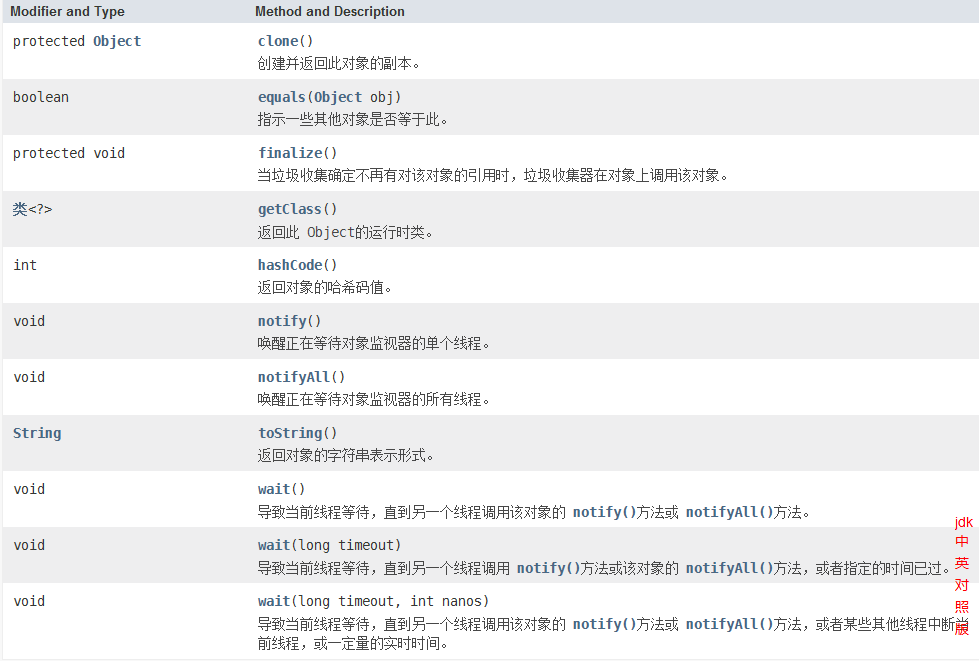 Modifier and Type Method and Description
protected Object clone()
创建并返回此对象的副本。
boolean equals(Object obj)
指示一些其他对象是否等于此。
protected void finalize()
当垃圾收集确定不再有对该对象的引用时，垃圾收集器在对象上调用该对象。
类<?> getClass()
返回此 Object的运行时类。
int hashCode()
返回对象的哈希码值。
void notify()
唤醒正在等待对象监视器的单个线程。
void notifyAll()
唤醒正在等待对象监视器的所有线程。
String toString()
返回对象的字符串表示形式。
void wait()
导致当前线程等待，直到另一个线程调用该对象的 notify()方法或 notifyAll()方法。
void wait(long timeout)
导致当前线程等待，直到另一个线程调用 notify()方法或该对象的 notifyAll()方法，或者指定的时间已过。
void wait(long timeout, int nanos)
导致当前线程等待，直到另一个线程调用该对象的 notify()方法或 notifyAll()方法，或者某些其他线程中断当
前线程，或一定量的实时时间。
jdk
中
英
对
照
版